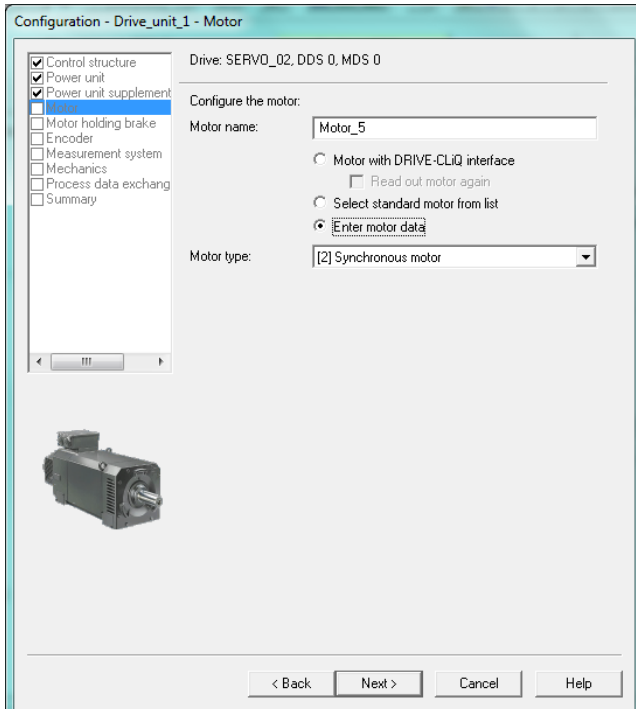 Configuration - Drive_unit_1 - Motor
Control structure
Power unit
Power unit supplement
Motor
Motor holding brake
Encoder
Measurement system
Mechanics
Process data exchang
Summary
Drive: SERVO_02, DDS 0, MDS 0
Configure the motor:
Motor name: Motor_5
Motor with DRIVE-CLiQ interface
Read out motor again
Select standard motor from list
Enter motor data
Motor type: [2] Synchronous motor
< Back Next > Cancel Help